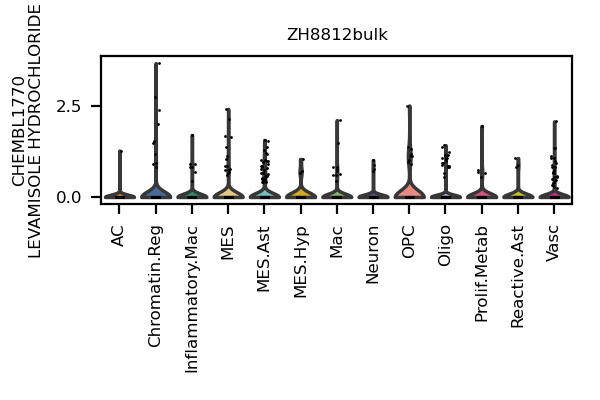 ZH8812bulk
CHEMBL1770
LEVAMISOLE HYDROCHLORIDE
2.5
0.0
AC
Chromatin.Reg
Inflammatory.Mac
MES
MES.Ast
MES.Hyp
Mac
Neuron
OPC
Oligo
Prolif.Metab
Reactive.Ast
Vasc